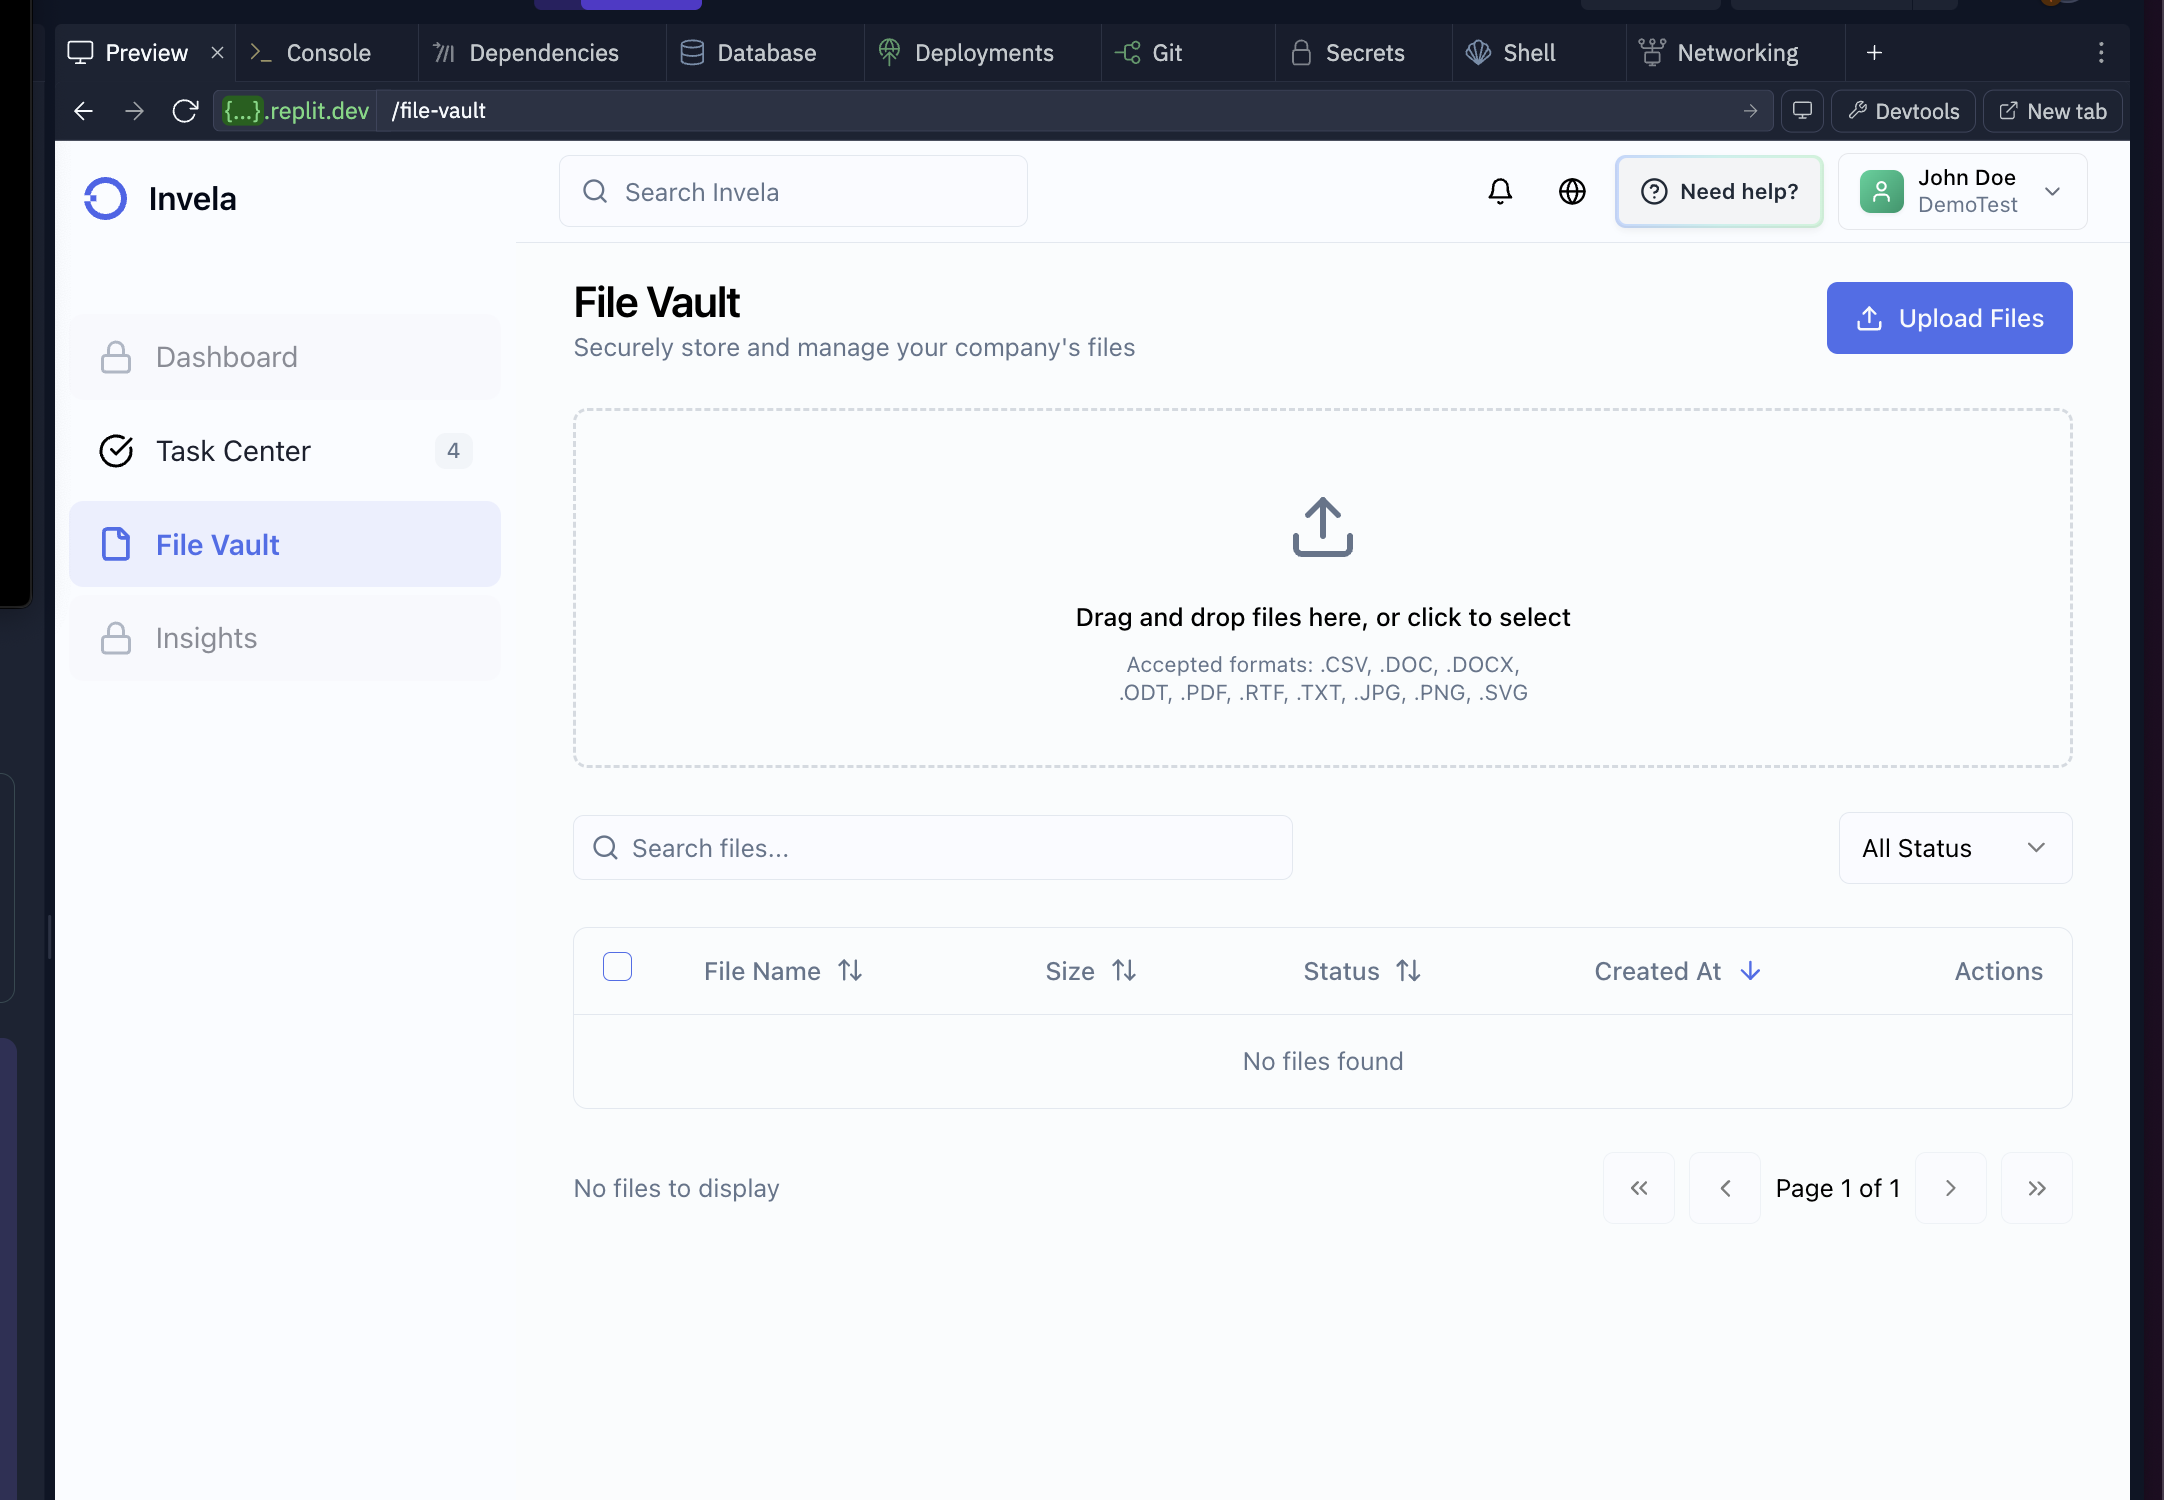 Preview
Console
Dependencies
Database
Deployments
Git
Secrets
Shell
Networking
{...}.replit.dev
/file-vault
Devtools
New tab
Invela
Search Invela
Need help?
John Doe
DemoTest
Dashboard
Task Center
4
File Vault
Insights
File Vault
Securely store and manage your company's files
Upload Files
Drag and drop files here, or click to select
Accepted formats: .CSV, .DOC, .DOCX,
.ODT, .PDF, .RTF, .TXT, .JPG, .PNG, .SVG
Search files...
All Status
File Name
Size
Status
Created At
Actions
No files found
No files to display
Page 1 of 1